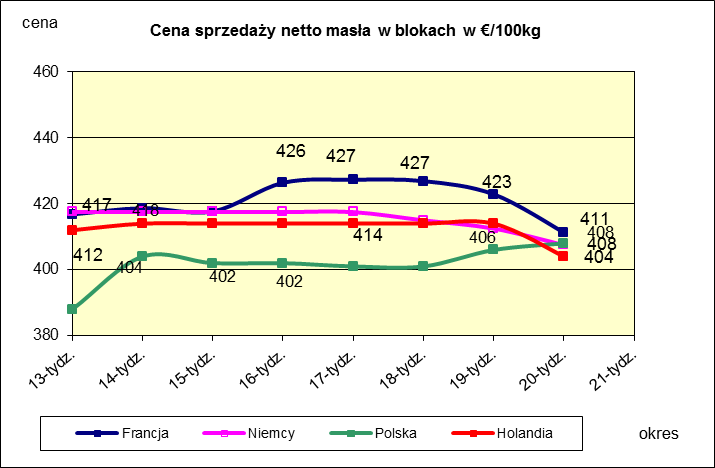 cena
Cena sprzedaży netto masła w blokach w €/100kg
460
440
420
400
380
417
418
426
427
427
423
411
408
408
404
412
404
402
402
414
406
13-tydz.
14-tydz.
15-tydz.
16-tydz.
17-tydz.
18-tydz.
19-tydz.
20-tydz.
21-tydz.
Francja Niemcy Polska Holandia
okres